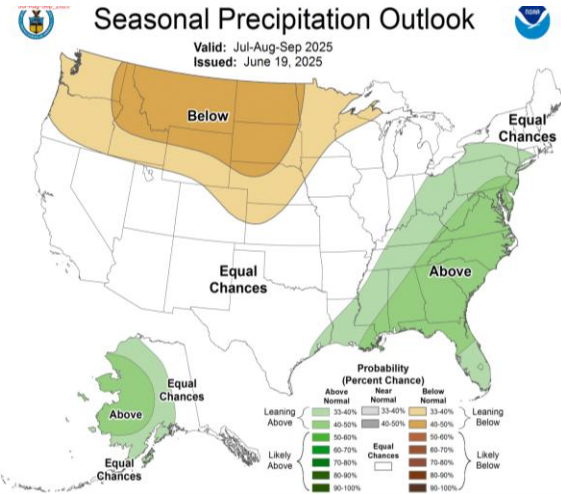 Seasonal Precipitation Outlook
Valid: Jul-Aug-Sep 2025
Issued: June 19, 2025
noaa
Below
Equal
Chances
Equal
Chances
Above
Equal
Chances
Above
Equal
Chances
Probability
(Percent Chance)
Above Normal
Near Normal
Below Normal
Leaning Above
33-40%
40-50%
33-40%
40-50%
33-40%
40-50%
Leaning Below
Likely Above
50-60%
60-70%
70-80%
80-90%
90-100%
Equal Chances
50-60%
60-70%
70-80%
80-90%
90-100%
Likely Below